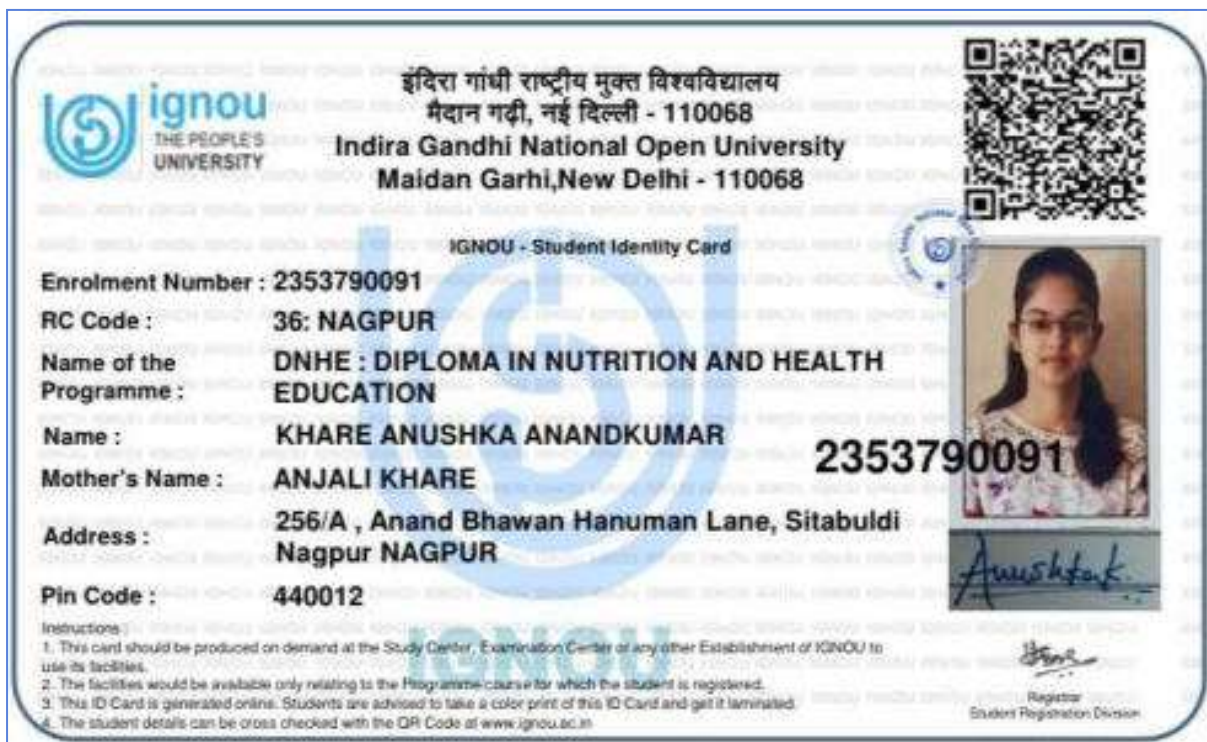 ignou
THE PEOPLE'S
UNIVERSITY
इंदिरा गांधी राष्ट्रीय मुक्त विश्वविद्यालय
मैदान गढ़ी, नई दिल्ली - 110068
Indira Gandhi National Open University
Maidan Garhi,New Delhi - 110068
IGNOU - Student Identity Card
Enrolment Number : 2353790091
RC Code : 36: NAGPUR
Name of the Programme : DNHE : DIPLOMA IN NUTRITION AND HEALTH
EDUCATION
Name : KHARE ANUSHKA ANANDKUMAR
2353790091
Mother's Name : ANJALI KHARE
Address : 256/A , Anand Bhawan Hanuman Lane, Sitabuldi
Nagpur NAGPUR
Anushka.K.
Pin Code : 440012
IGNOU
Instructions :
1. This card should be produced on demand at the Study Center, Examination Center or any other Establishment of IGNOU to
use its facilities.
2. The facilities would be available only relating to the Programme/course for which the student is registered.
3. This ID Card is generated online. Students are advised to take a color print of this ID Card and get it laminated.
4. The student details can be cross checked with the QR Code at www.ignou.ac.in
Registrar
Student Registration Division